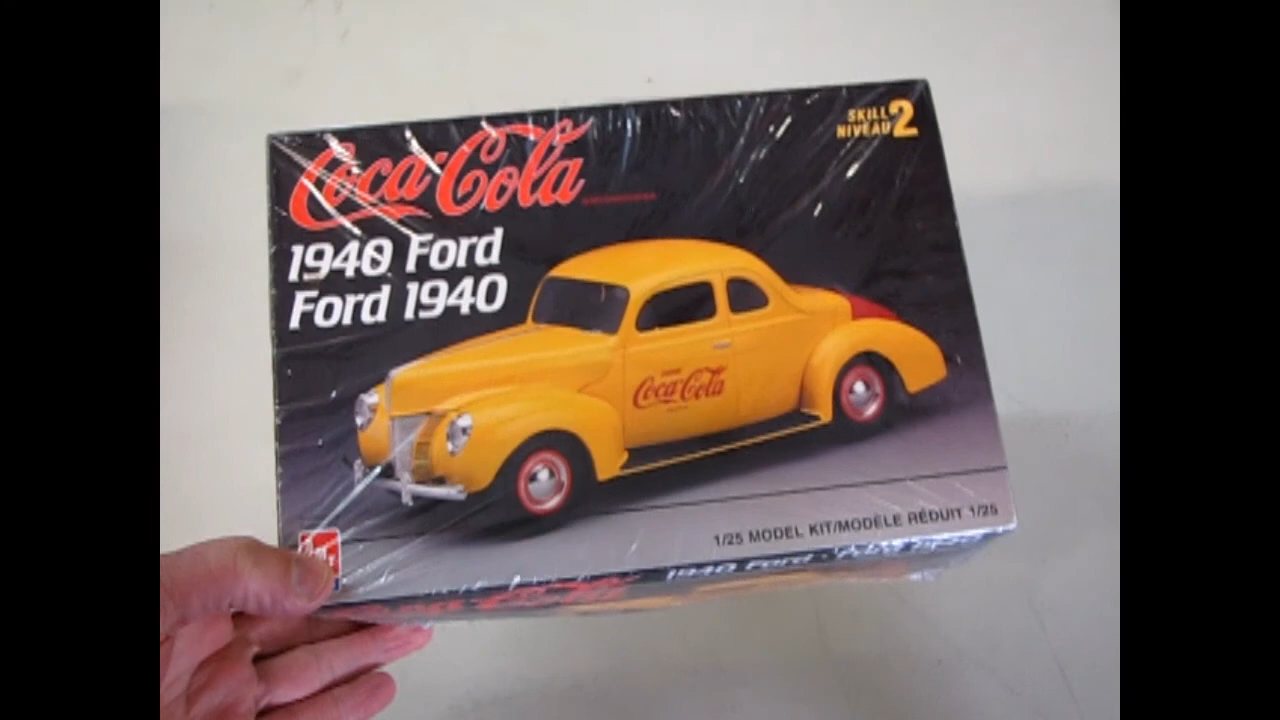 Coca-Cola
SKILL 2
NIVEAU
1940 Ford
Ford 1940
Coca-Cola
1/25 MODEL KIT/MODÈLE RÉDUIT 1/25
1940 Ford